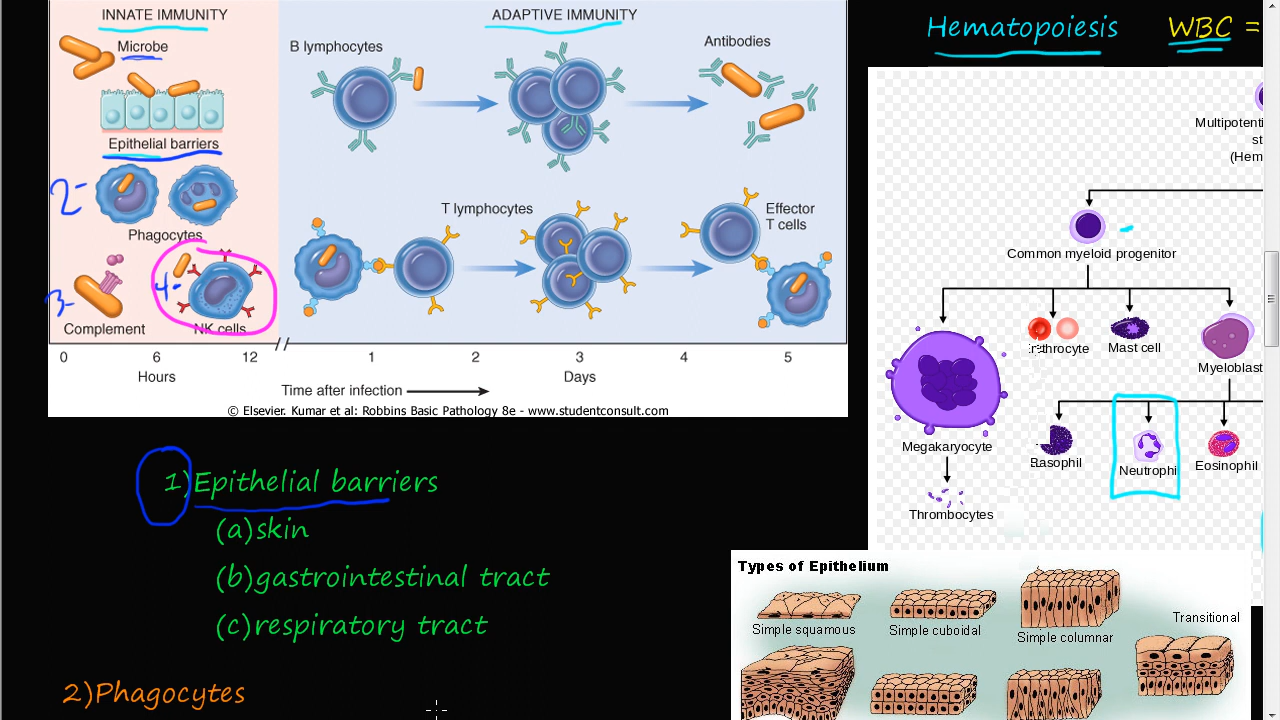 INNATE IMMUNITY
ADAPTIVE IMMUNITY
Microbe
Epithelial barriers
2-
Phagocytes
3-
Complement
4-
NK cells
B lymphocytes
Antibodies
T lymphocytes
Effector
T cells
0 6 12 1 2 3 4 5
Hours
Days
Time after infection
© Elsevier. Kumar et al: Robbins Basic Pathology 8e - www.studentconsult.com
Hematopoiesis WBC =
Common myeloid progenitor
Mast cell
Myeloblast
Megakaryocyte
Basophil
Neutrophi
Eosinophil
Thrombocytes
1)Epithelial barriers
(a)skin
(b)gastrointestinal tract
(c)respiratory tract
2)Phagocytes
Types of Epithelium
Simple squamous
Simple cuboidal
Simple columnar
Transitional